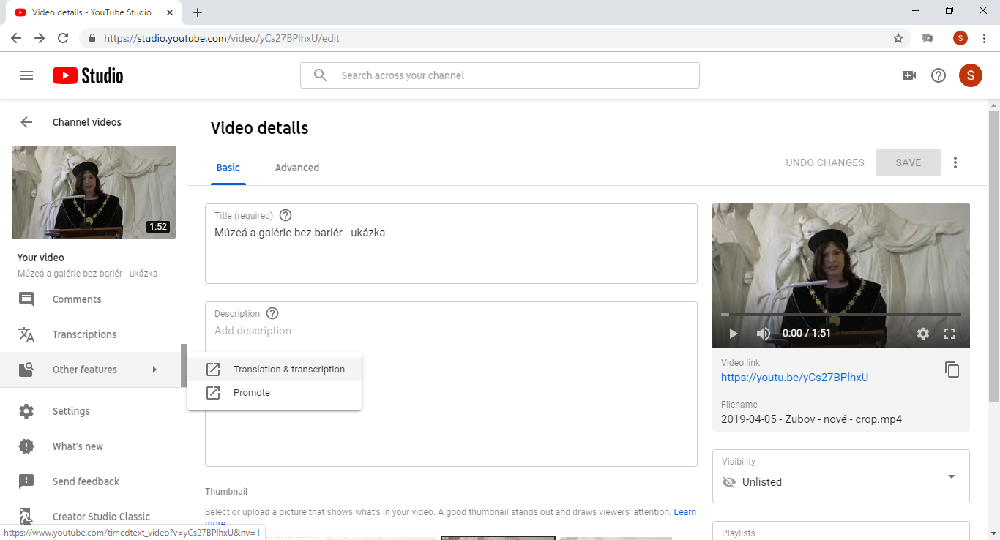 Video details - YouTube Studio
https://studio.youtube.com/video/yCs27BPlhxU/edit
S
Studio
Search across your channel
S
Channel videos
1:52
Your video
Múzeá a galérie bez bariér - ukázka
Comments
Transcriptions
Other features
Translation & transcription
Promote
Settings
What's new
Send feedback
Creator Studio Classic
https://www.youtube.com/timedtext_video?v=yCs27BPlhxU&nv=1
Video details
Basic
Advanced
UNDO CHANGES
SAVE
Title (required)
Múzeá a galérie bez bariér - ukázka
Description
Add description
Thumbnail
Select or upload a picture that shows what's in your video. A good thumbnail stands out and draws viewers' attention. Learn
more
0:00 / 1:51
Video link
https://youtu.be/yCs27BPlhxU
Filename
2019-04-05 - Zubov - nové - crop.mp4
Visibility
Unlisted
Playlists